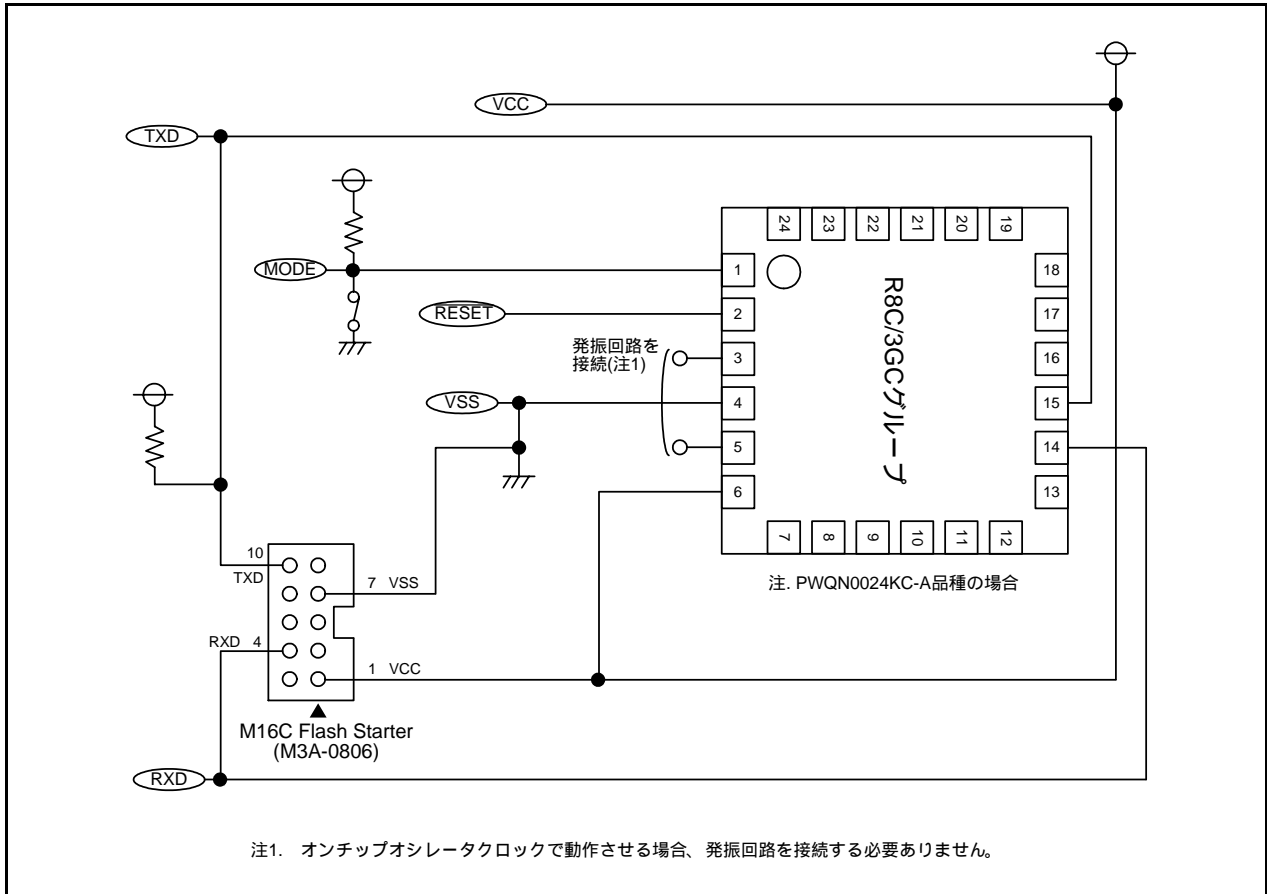 VCC
TXD
24 23 22 21 20 19
MODE
1
18
RESET
2
17
発振回路を
接続(注1)
3
16
VSS
4
15
5
14
6
13
R8C/3GCグループ
7 8 9 10 11 12
注. PWQN0024KC-A品種の場合
10
TXD
7 VSS
RXD 4
1 VCC
M16C Flash Starter
(M3A-0806)
RXD
注1. オンチップオシレータクロックで動作させる場合、発振回路を接続する必要ありません。